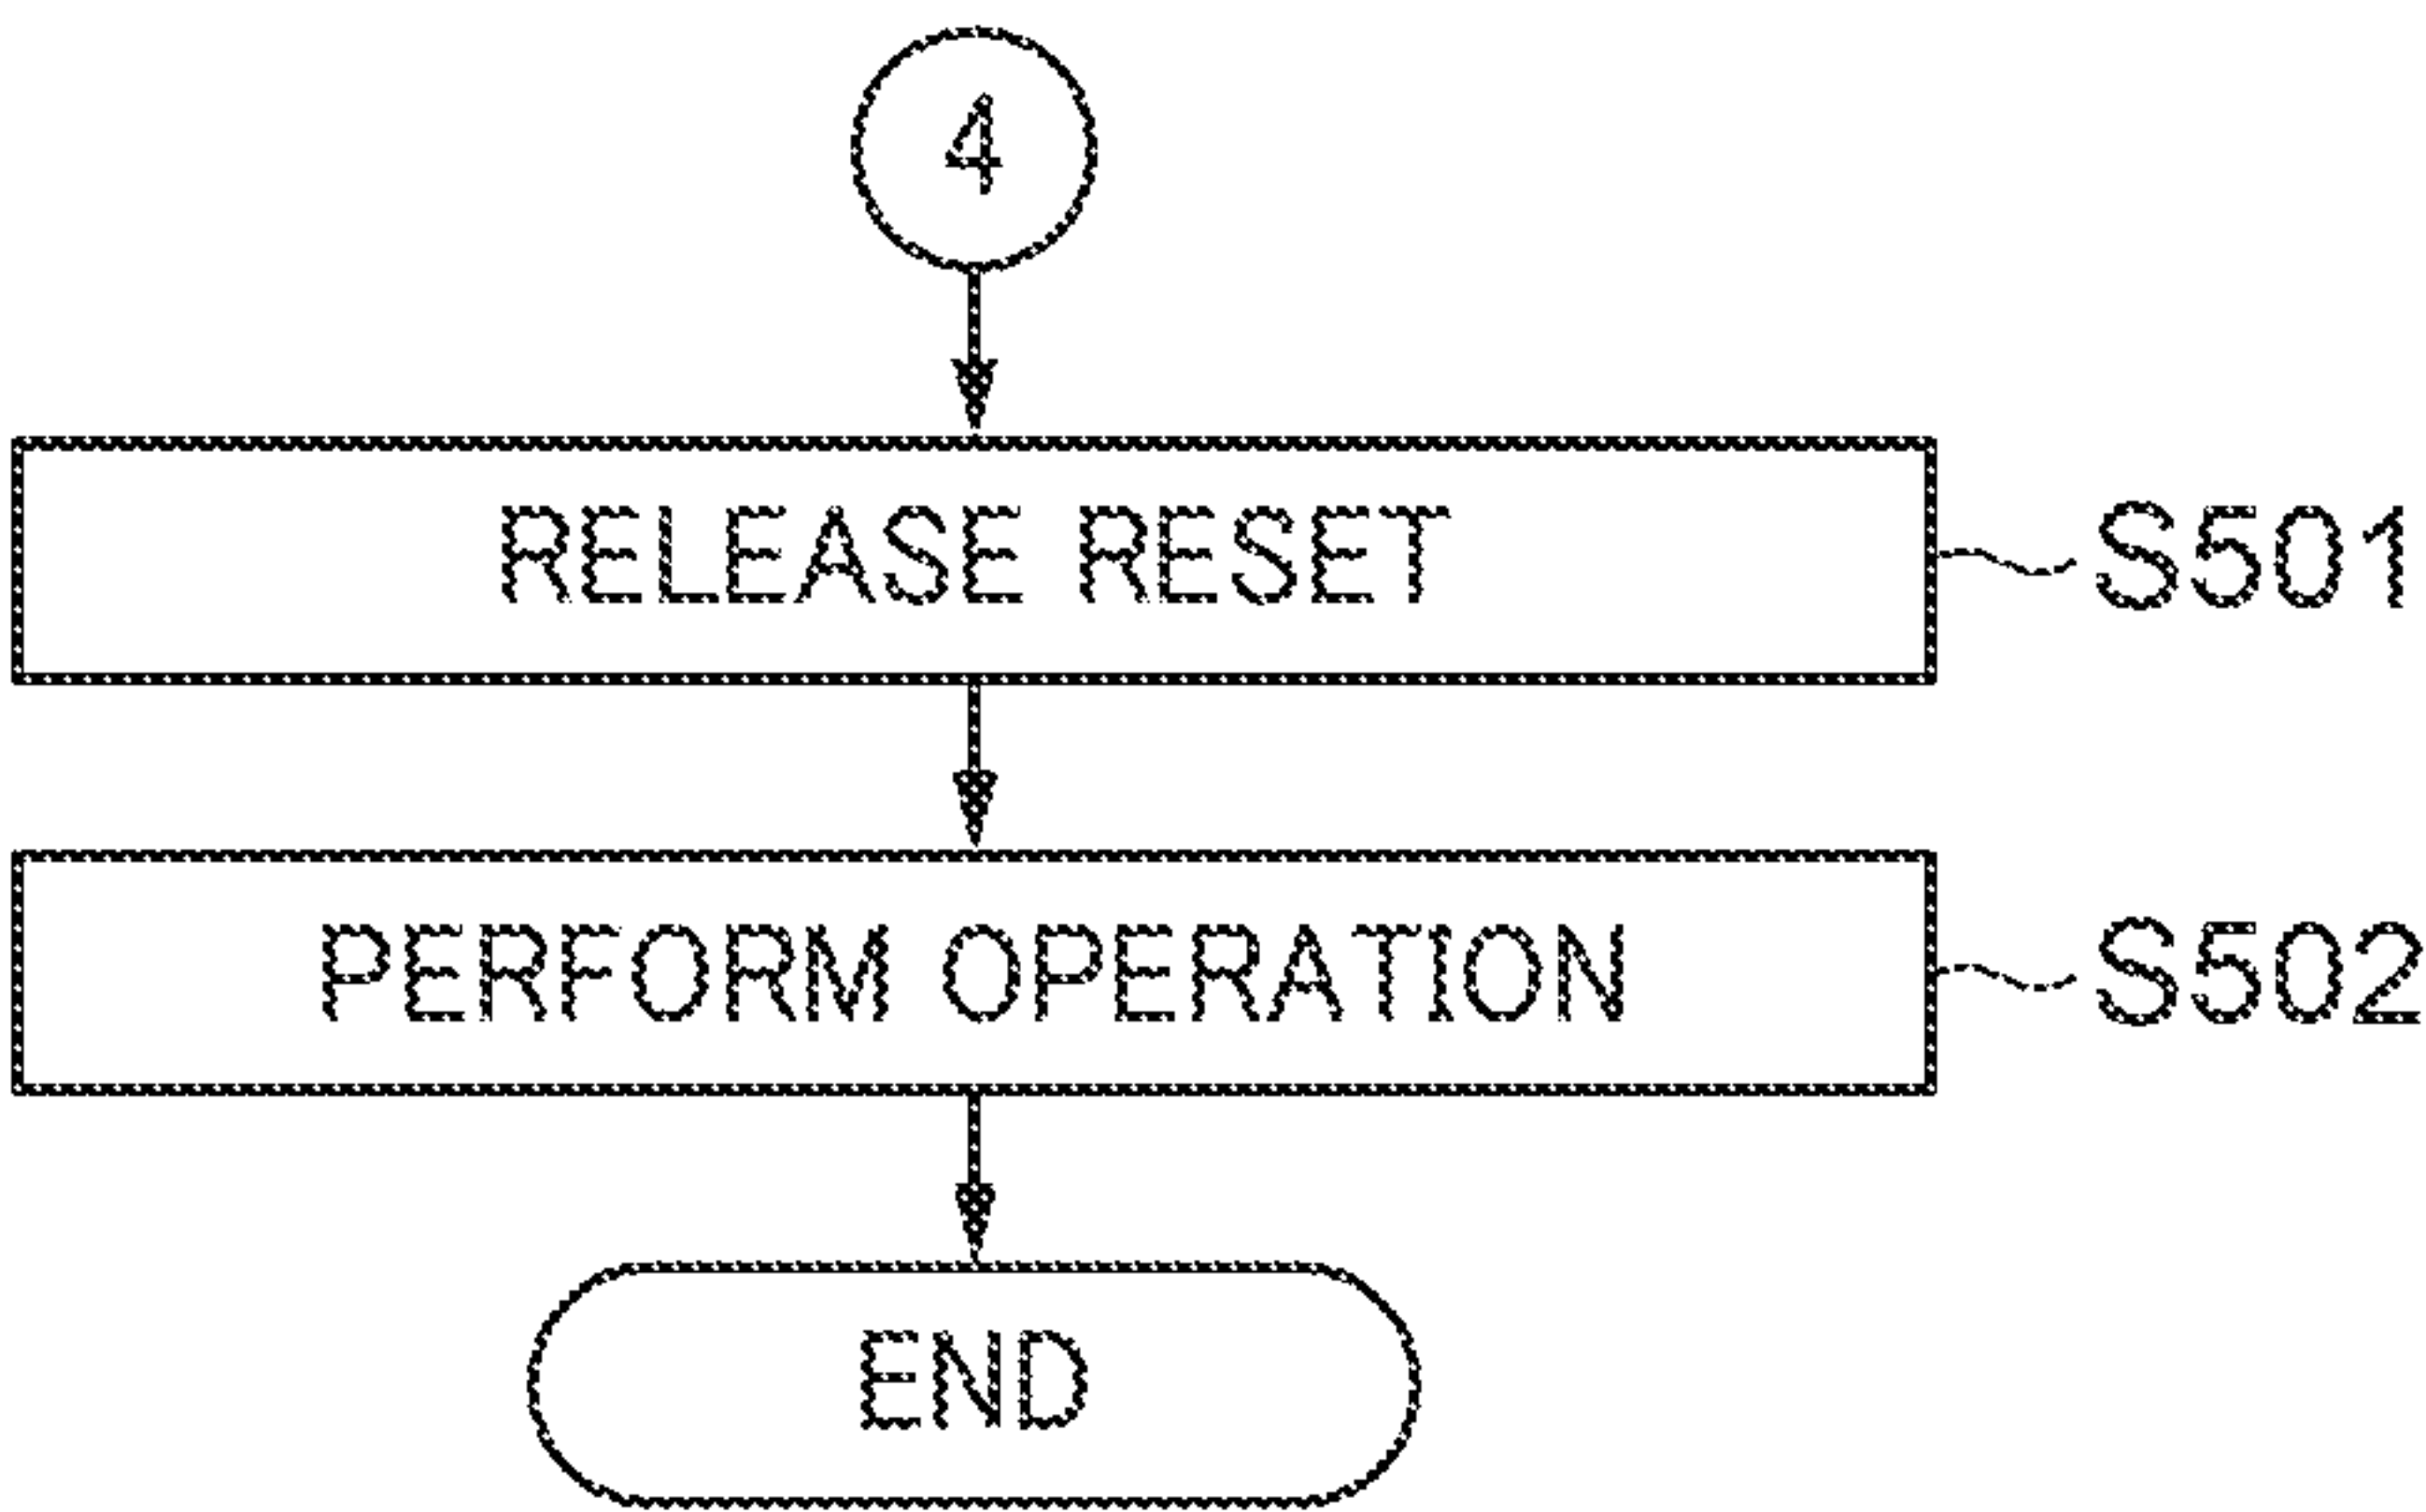 4
RELEASE RESET
S501
PERFORM OPERATION
S502
END